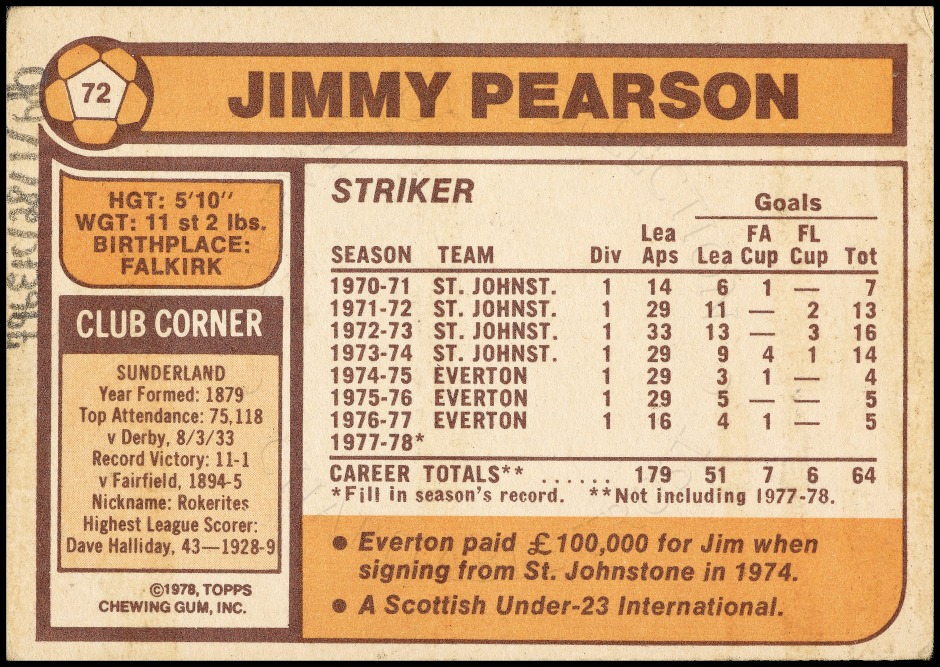 72
JIMMY PEARSON
HGT: 5'10''
WGT: 11 st 2 lbs.
BIRTHPLACE:
FALKIRK
CLUB CORNER
SUNDERLAND
Year Formed: 1879
Top Attendance: 75,118
v Derby, 8/3/33
Record Victory: 11-1
v Fairfield, 1894-5
Nickname: Rokerites
Highest League Scorer:
Dave Halliday, 43—1928-9
©1978, TOPPS
CHEWING GUM, INC.
STRIKER
Goals
Lea FA FL
SEASON TEAM Div Aps Lea Cup Cup Tot
1970-71 ST. JOHNST. 1 14 6 1 — 7
1971-72 ST. JOHNST. 1 29 11 — 2 13
1972-73 ST. JOHNST. 1 33 13 — 3 16
1973-74 ST. JOHNST. 1 29 9 4 1 14
1974-75 EVERTON 1 29 3 1 — 4
1975-76 EVERTON 1 29 5 — — 5
1976-77 EVERTON 1 16 4 1 — 5
1977-78*
CAREER TOTALS** ...... 179 51 7 6 64
*Fill in season's record. **Not including 1977-78.
● Everton paid £100,000 for Jim when
signing from St. Johnstone in 1974.
● A Scottish Under-23 International.